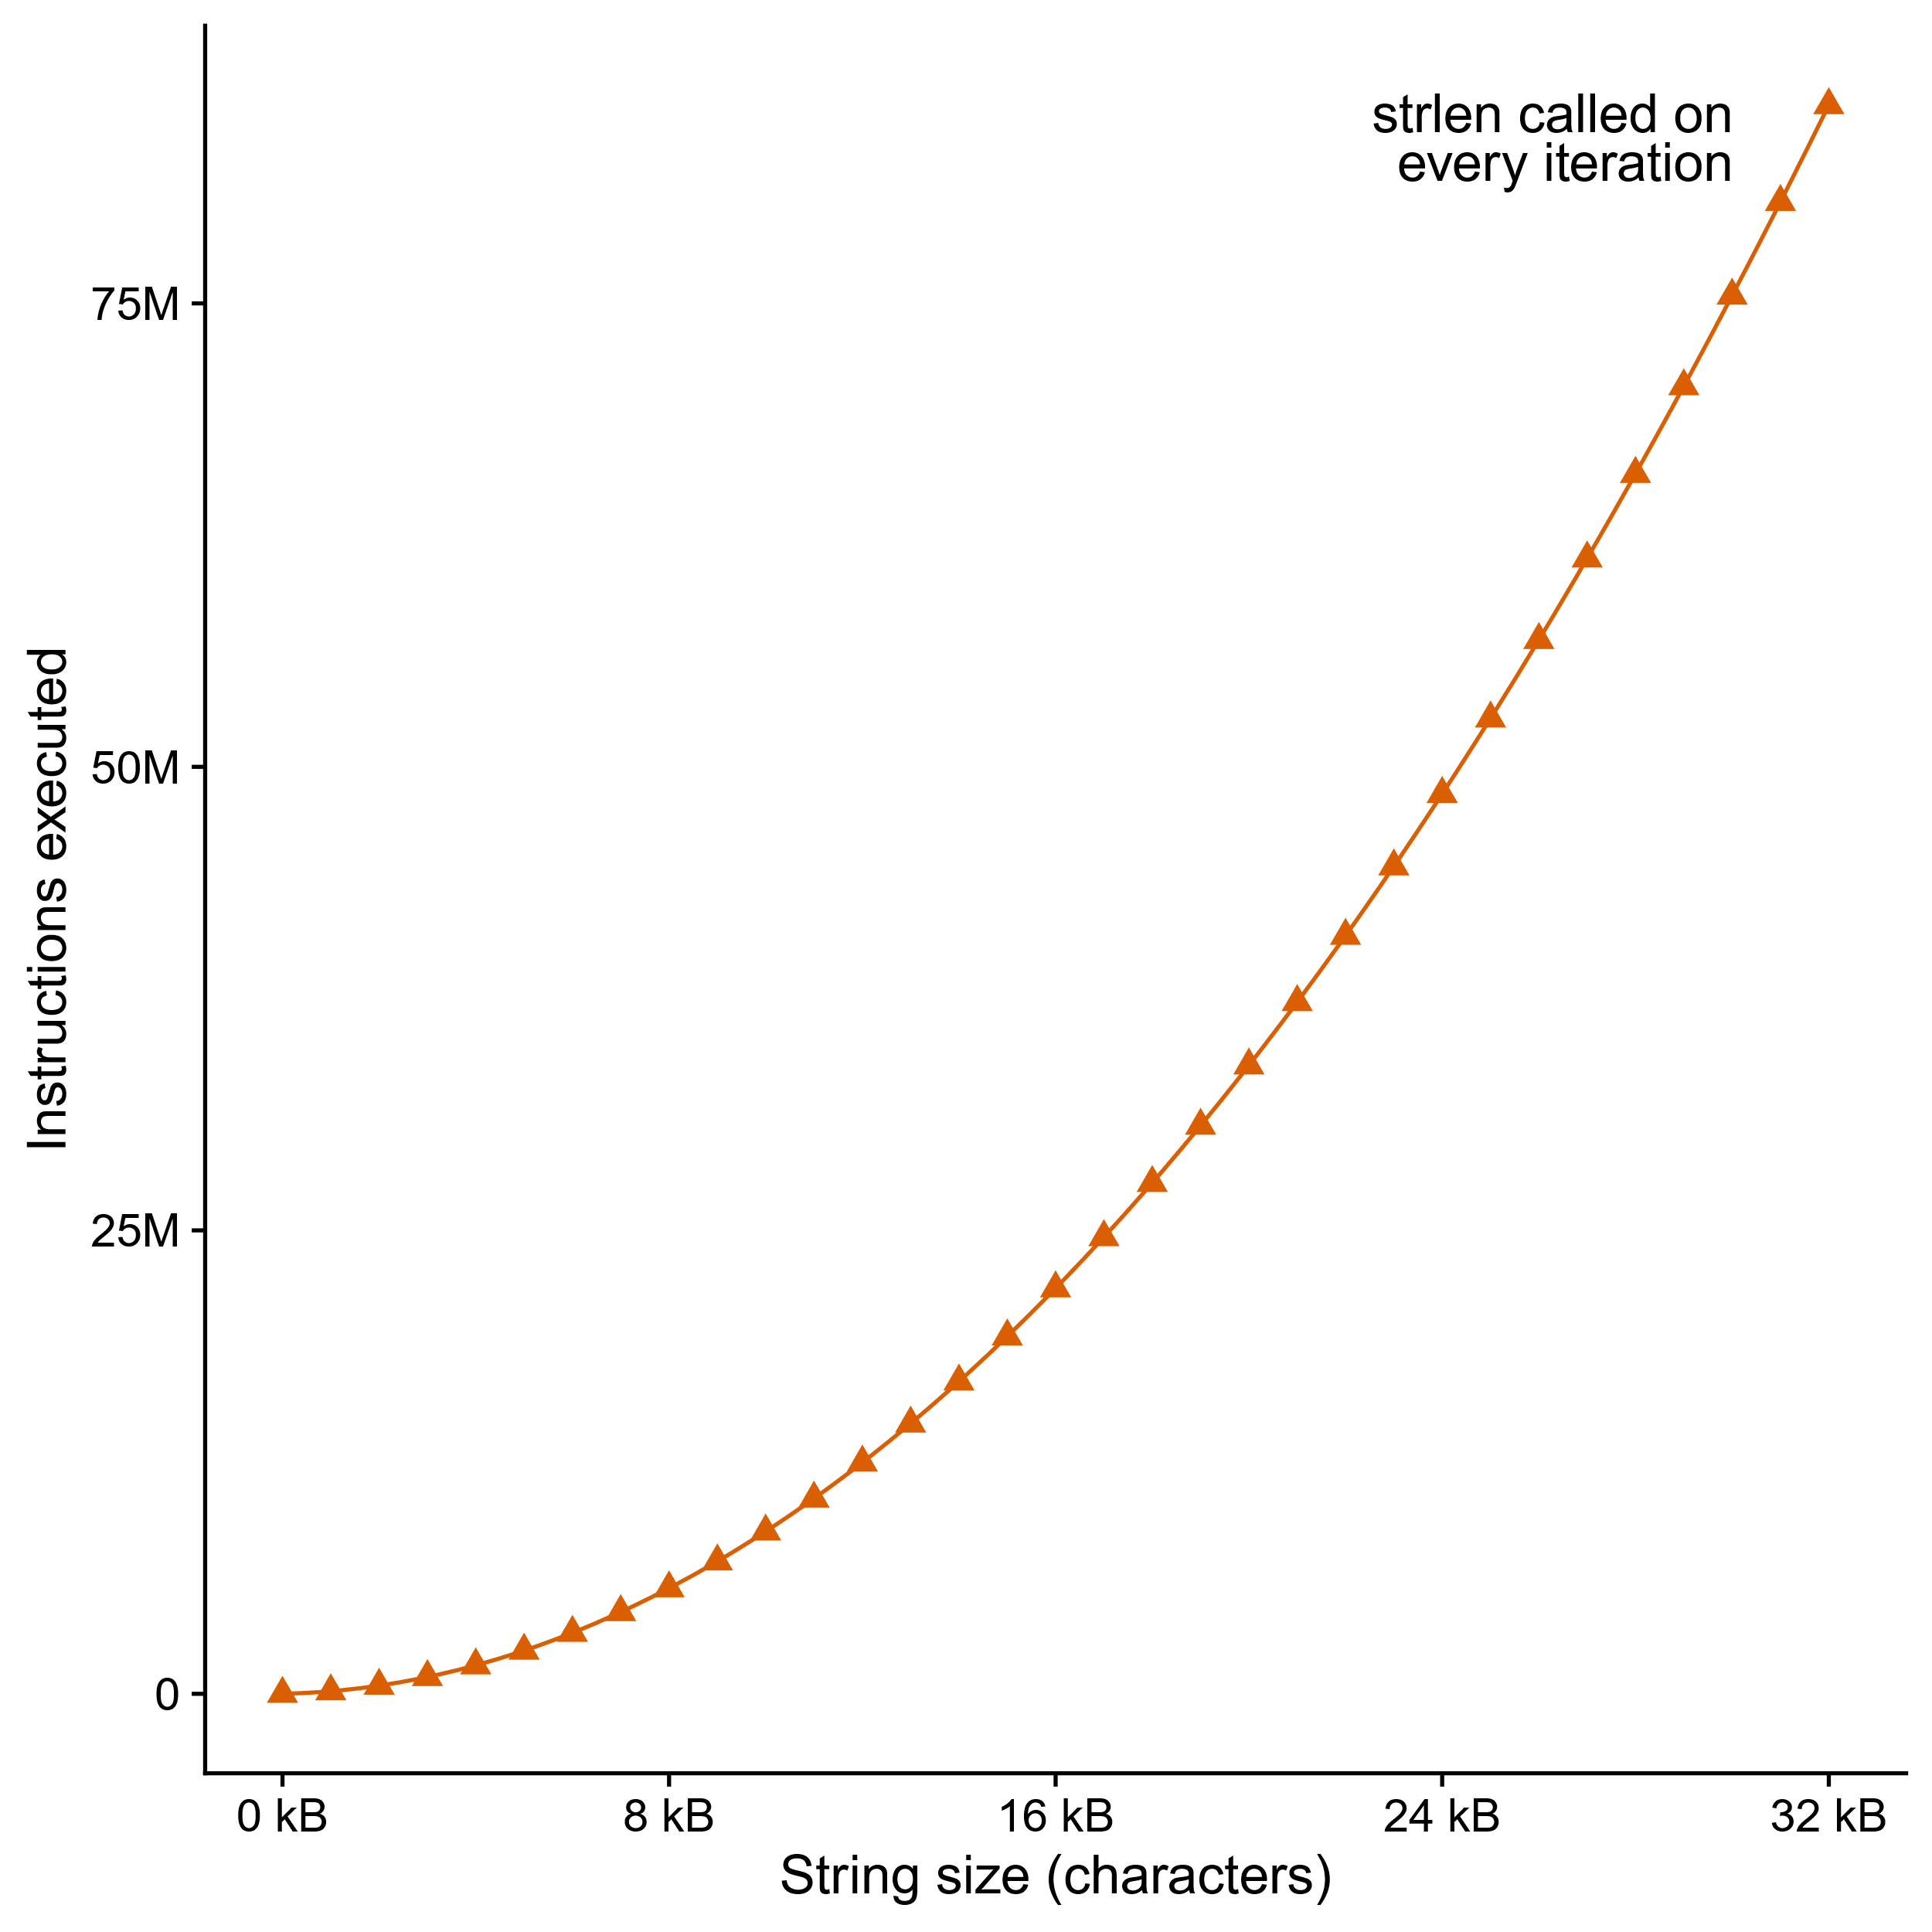 strlen called on
every iteration
75M
50M
25M
0
Instructions executed
0 kB
8 kB
16 kB
24 kB
32 kB
String size (characters)